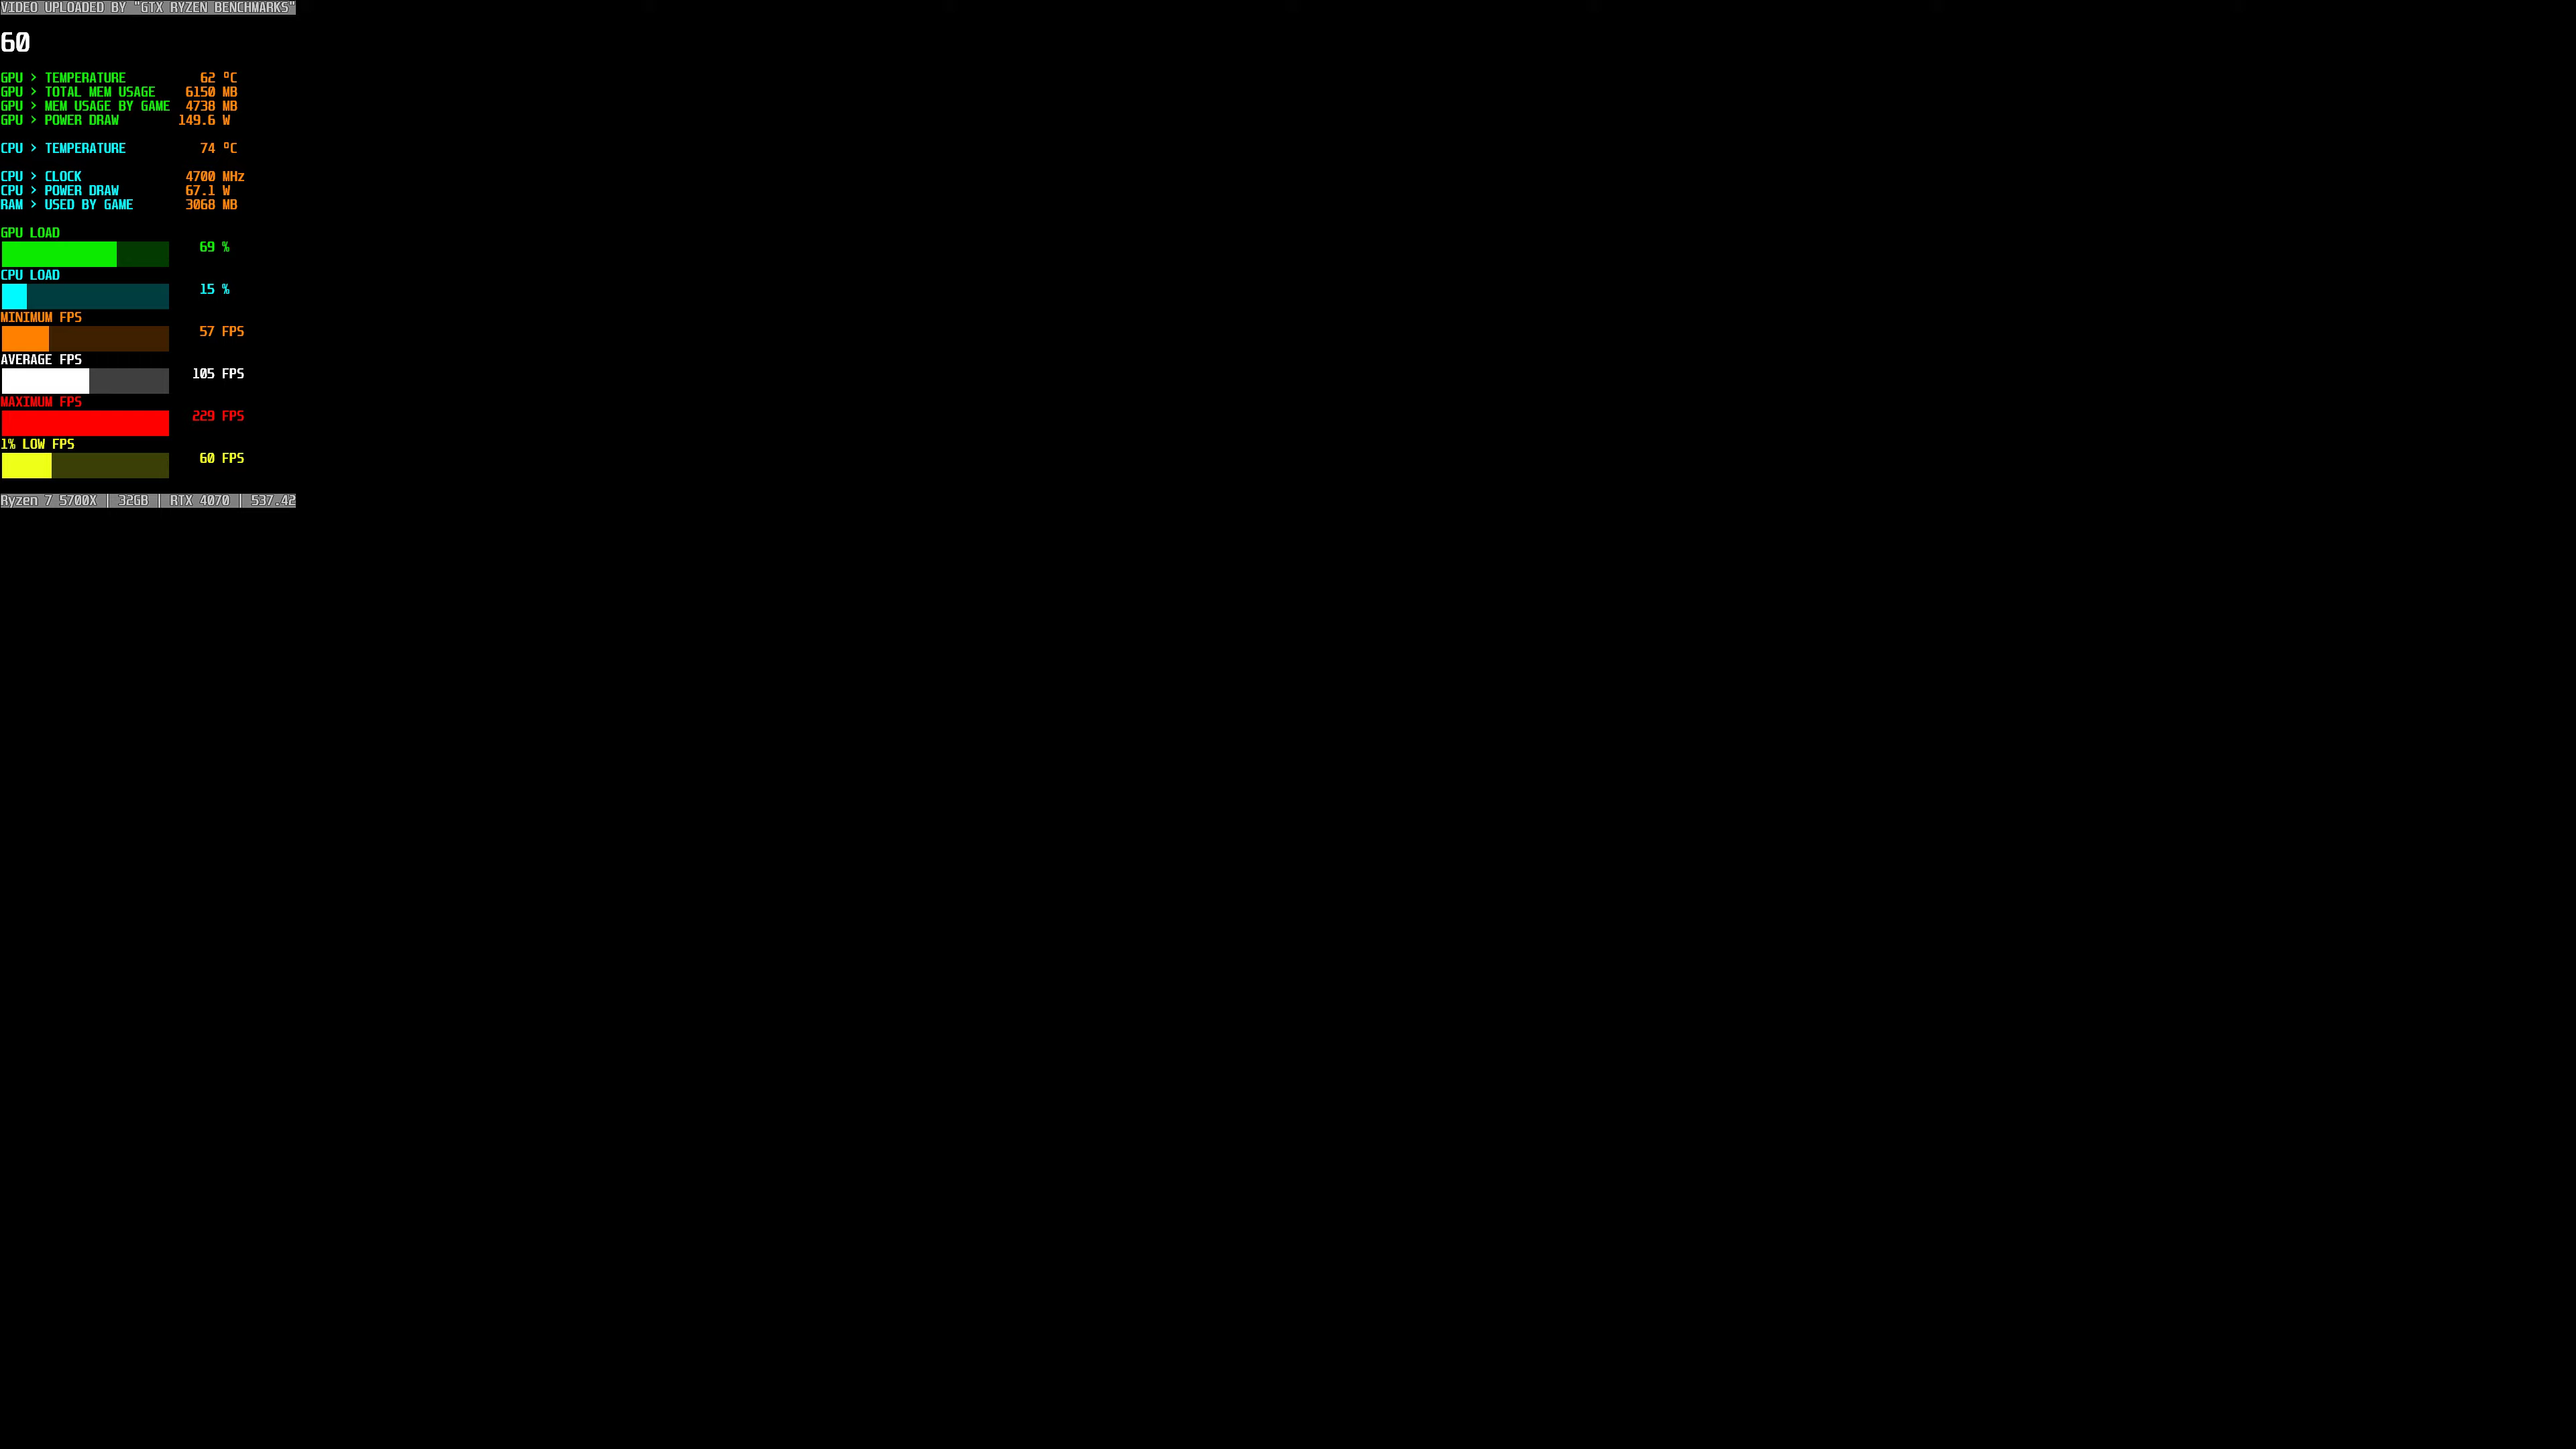 VIDEO UPLOADED BY "GTX RYZEN BENCHMARKS"
60
GPU > TEMPERATURE 62 ºC
GPU > TOTAL MEM USAGE 6150 MB
GPU > MEM USAGE BY GAME 4738 MB
GPU > POWER DRAW 149.6 W
CPU > TEMPERATURE 74 ºC
CPU > CLOCK 4700 MHz
CPU > POWER DRAW 67.1 W
RAM > USED BY GAME 3068 MB
GPU LOAD
69 %
CPU LOAD
15 %
MINIMUM FPS
57 FPS
AVERAGE FPS
105 FPS
MAXIMUM FPS
229 FPS
1% LOW FPS
60 FPS
Ryzen 7 5700X | 32GB | RTX 4070 | 537.42